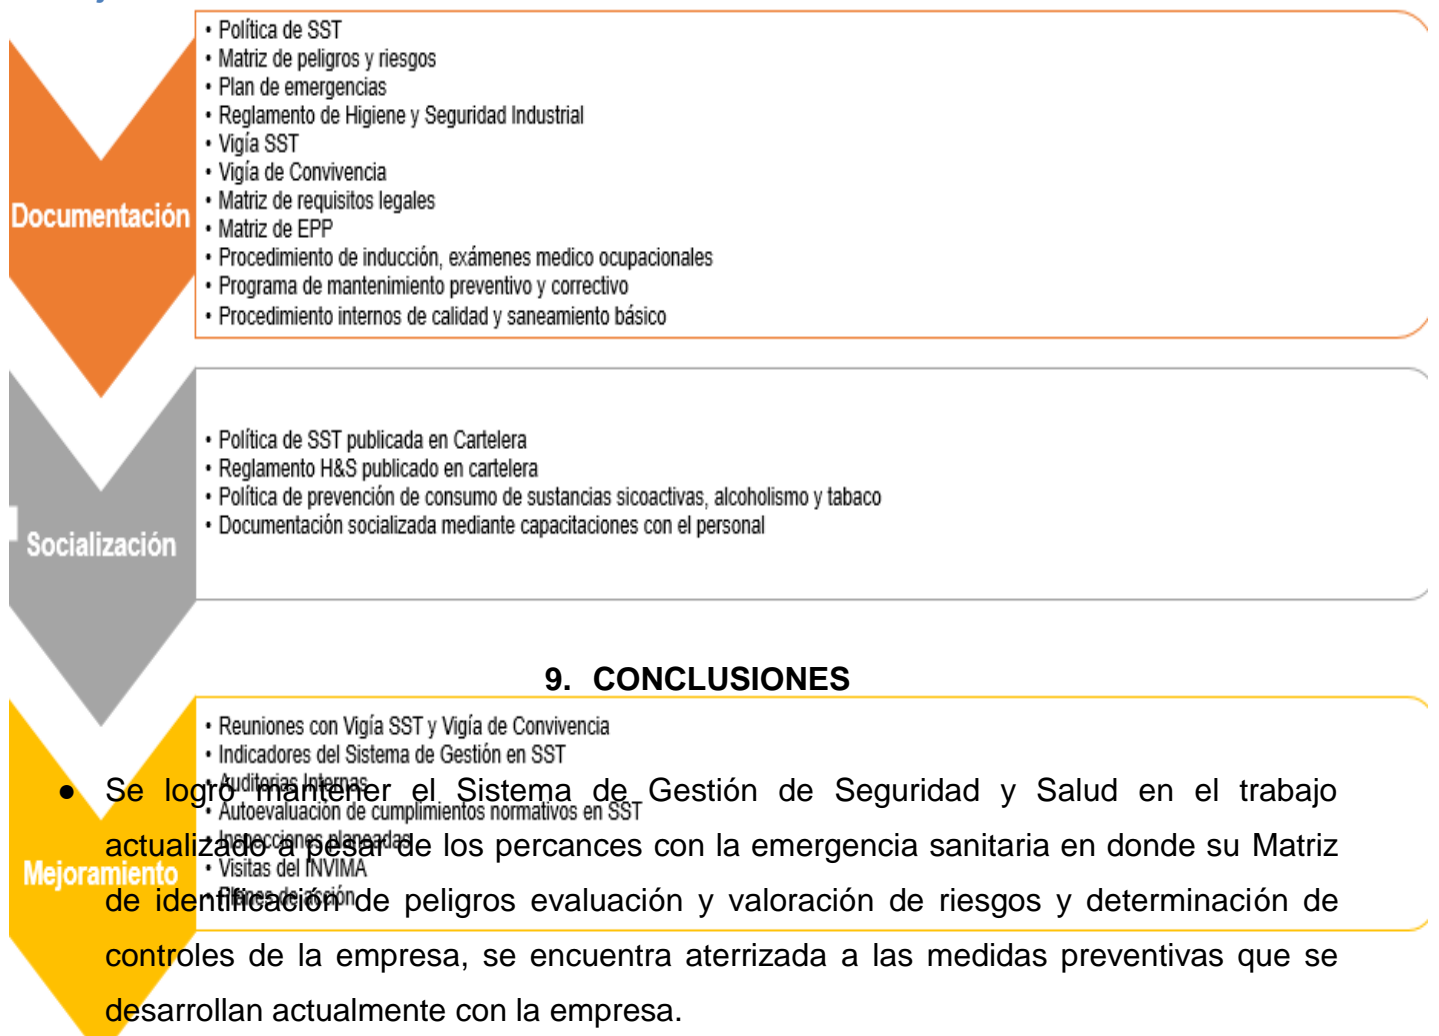 • Política de SST
• Matriz de peligros y riesgos
• Plan de emergencias
• Reglamento de Higiene y Seguridad Industrial
• Vigía SST
• Vigía de Convivencia
• Matriz de requisitos legales
Documentación
• Matriz de EPP
• Procedimiento de inducción, exámenes medico ocupacionales
• Programa de mantenimiento preventivo y correctivo
• Procedimiento internos de calidad y saneamiento básico
• Política de SST publicada en Cartelera
• Reglamento H&S publicado en cartelera
• Política de prevención de consumo de sustancias sicoactivas, alcoholismo y tabaco
• Documentación socializada mediante capacitaciones con el personal
Socialización
9. CONCLUSIONES
• Reuniones con Vigía SST y Vigía de Convivencia
• Indicadores del Sistema de Gestión en SST
• Auditorias Internas
• Autoevaluación de cumplimientos normativos en SST
• Inspecciones planeadas
• Visitas del INVIMA
• Planes de acción
Mejoramiento
● Se logró mantener el Sistema de Gestión de Seguridad y Salud en el trabajo
actualizado a pesar de los percances con la emergencia sanitaria en donde su Matriz
de identificación de peligros evaluación y valoración de riesgos y determinación de
controles de la empresa, se encuentra aterrizada a las medidas preventivas que se
desarrollan actualmente con la empresa.